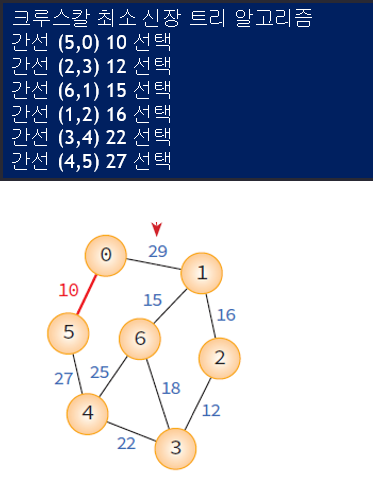 크루스칼 최소 신장 트리 알고리즘
간선 (5,0) 10 선택
간선 (2,3) 12 선택
간선 (6,1) 15 선택
간선 (1,2) 16 선택
간선 (3,4) 22 선택
간선 (4,5) 27 선택
0
29
1
10
15
16
5
6
2
27
25
18
12
4
22
3